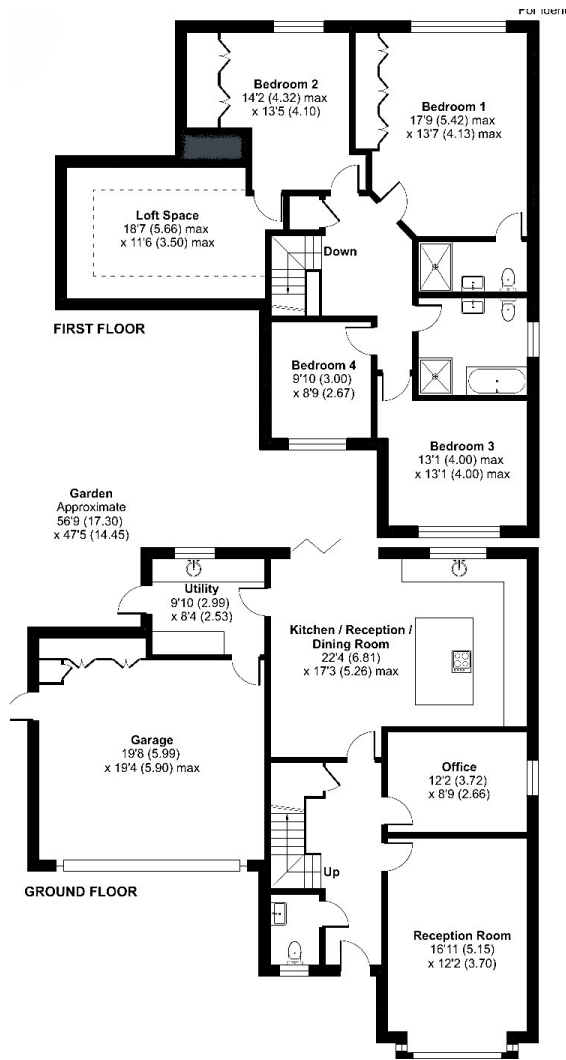 Bedroom 2
14'2 (4.32) max
x 13'5 (4.10)
Bedroom 1
17'9 (5.42) max
x 13'7 (4.13) max
Loft Space
18'7 (5.66) max
x 11'6 (3.50) max
Down
FIRST FLOOR
Bedroom 4
9'10 (3.00)
x 8'9 (2.67)
Bedroom 3
13'1 (4.00) max
x 13'1 (4.00) max
Garden
Approximate
56'9 (17.30)
x 47'5 (14.45)
Utility
9'10 (2.99)
x 8'4 (2.53)
Kitchen / Reception /
Dining Room
22'4 (6.81)
x 17'3 (5.26) max
Garage
19'8 (5.99)
x 19'4 (5.90) max
Office
12'2 (3.72)
x 8'9 (2.66)
Up
GROUND FLOOR
Reception Room
16'11 (5.15)
x 12'2 (3.70)